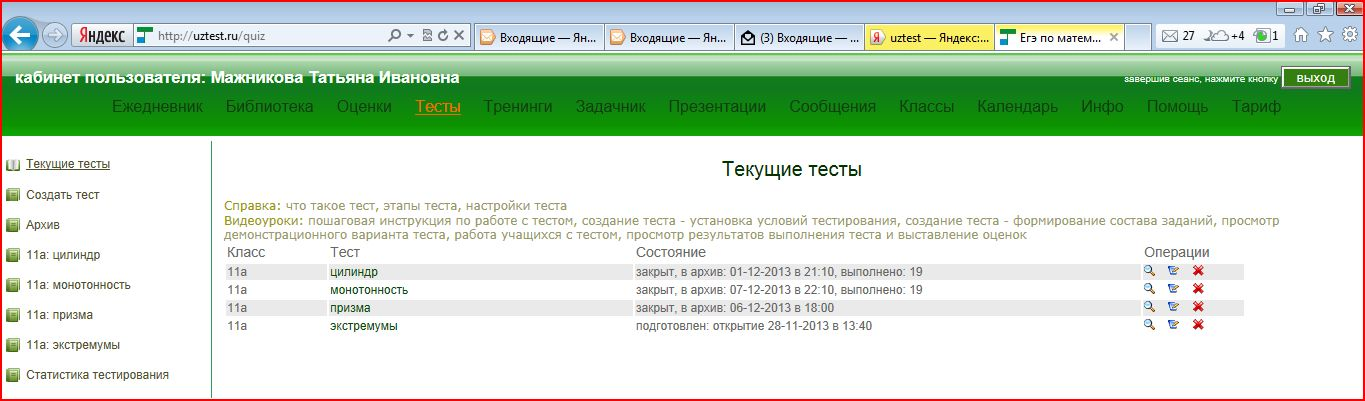 Яндекс http://uztest.ru/quiz Входящие — Ян... Входящие — Ян... (3) Входящие — ... uztest — Яндекс:... Егэ по матем... 27 +4 1
кабинет пользователя: Мажникова Татьяна Ивановна
завершив сеанс, нажмите кнопку выход
Ежедневник Библиотека Оценки Тесты Тренинги Задачник Презентации Сообщения Классы Календарь Инфо Помощь Тариф
Текущие тесты
Создать тест
Архив
11а: цилиндр
11а: монотонность
11а: призма
11а: экстремумы
Статистика тестирования
Текущие тесты
Справка: что такое тест, этапы теста, настройки теста
Видеоуроки: пошаговая инструкция по работе с тестом, создание теста - установка условий тестирования, создание теста - формирование состава заданий, просмотр
демонстрационного варианта теста, работа учащихся с тестом, просмотр результатов выполнения теста и выставление оценок
Класс Тест Состояние Операции
11а цилиндр закрыт, в архив: 01-12-2013 в 21:10, выполнено: 19
11а монотонность закрыт, в архив: 07-12-2013 в 22:10, выполнено: 19
11а призма закрыт, в архив: 06-12-2013 в 18:00
11а экстремумы подготовлен: открытие 28-11-2013 в 13:40